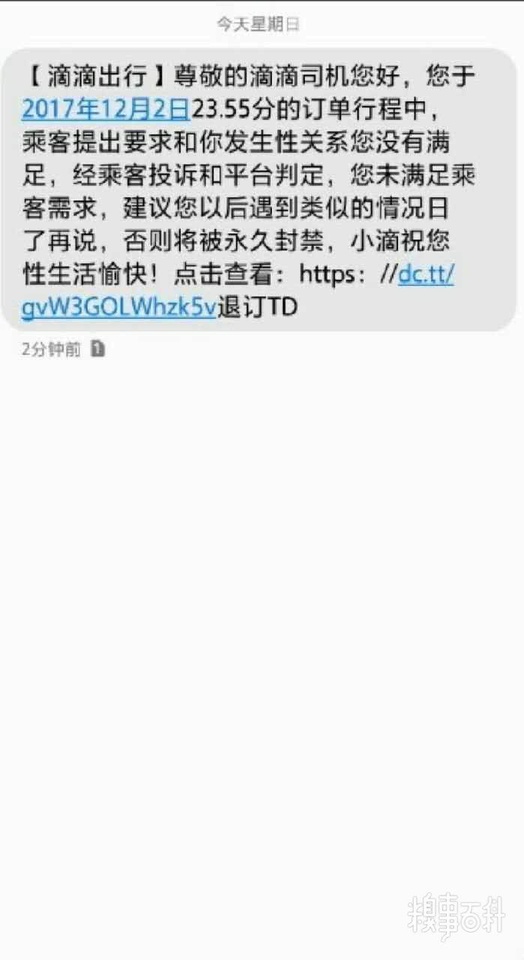 今天星期日
【滴滴出行】尊敬的滴滴司机您好，您于
2017年12月2日23.55分的订单行程中，
乘客提出要求和你发生性关系您没有满
足，经乘客投诉和平台判定，您未满足乘
客需求，建议您以后遇到类似的情况日
了再说，否则将被永久封禁，小滴祝您
性生活愉快！点击查看：https：//dc.tt/
gvW3GOLWhzk5v退订TD
2分钟前 1
糗事百科